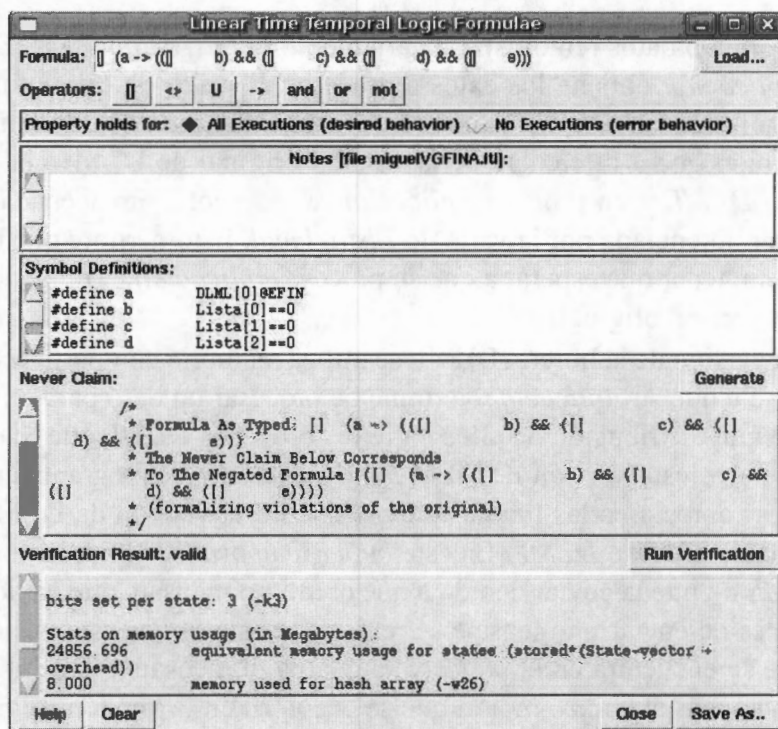 Linear Time Temporal Logic Formulae
Formula: [] (a -> (([] b) && ([] c) && ([] d) && ([] e))) Load...
Operators: [] <> U -> and or not
Property holds for: All Executions (desired behavior) No Executions (error behavior)
Notes [file miguelVGFINA.ltl]:
Symbol Definitions:
#define a DLML[0]@EFIN
#define b Lista[0]==0
#define c Lista[1]==0
#define d Lista[2]==0
Never Claim: Generate
/*
* Formula As Typed: [] (a -> (([] b) && ([] c) && ([]
d) && ([] e)))
* The Never Claim Below Corresponds
* To The Negated Formula !([] (a -> (([] b) && ([] c) &&
([] d) && ([] e))))
* (formalizing violations of the original)
*/
Verification Result: valid Run Verification
bits set per state: 3 (-k3)
Stats on memory usage (in Megabytes):
24856.696 equivalent memory usage for states (stored*(State-vector +
overhead))
8.000 memory used for hash array (-w26)
Help Clear Close Save As..